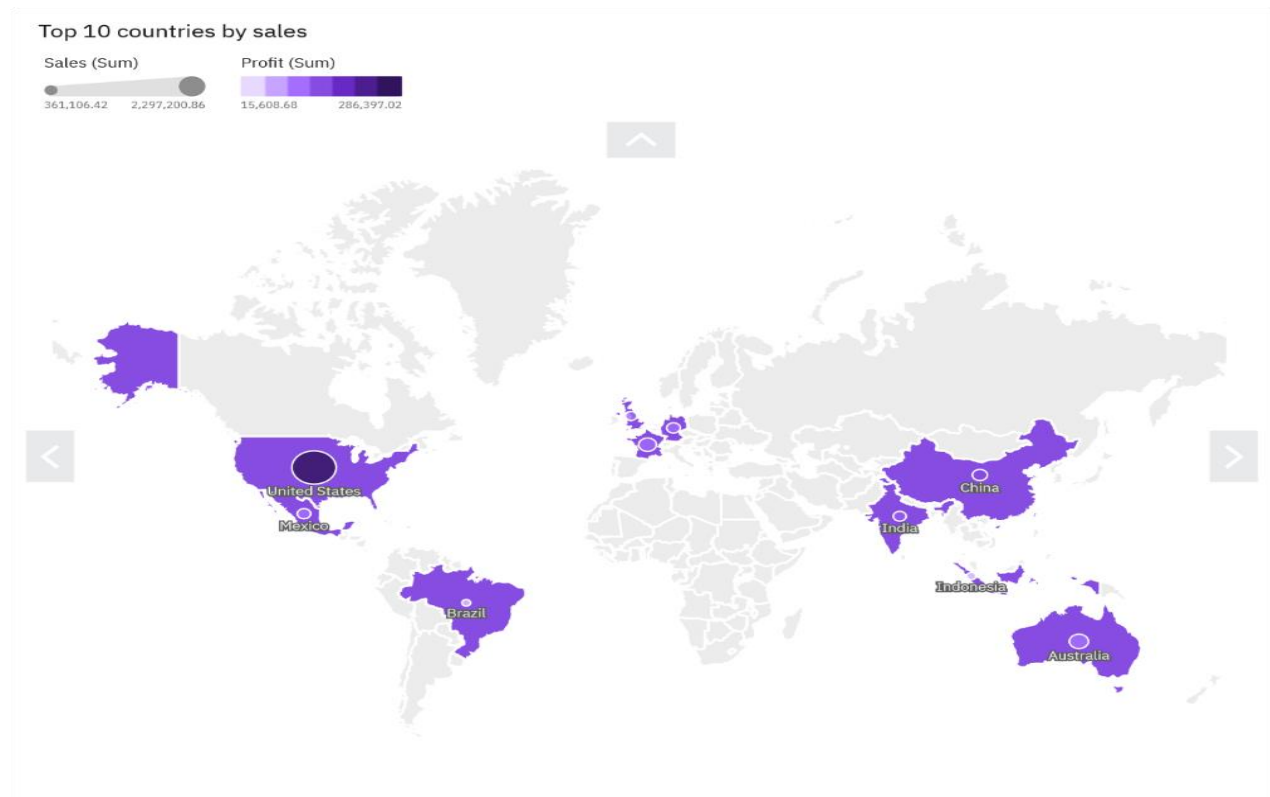 Top 10 countries by sales
Sales (Sum) Profit (Sum)
361,106.42 2,297,200.86 15,608.68 286,397.02
United States
China
Mexico
India
Indonesia
Brazil
Australia